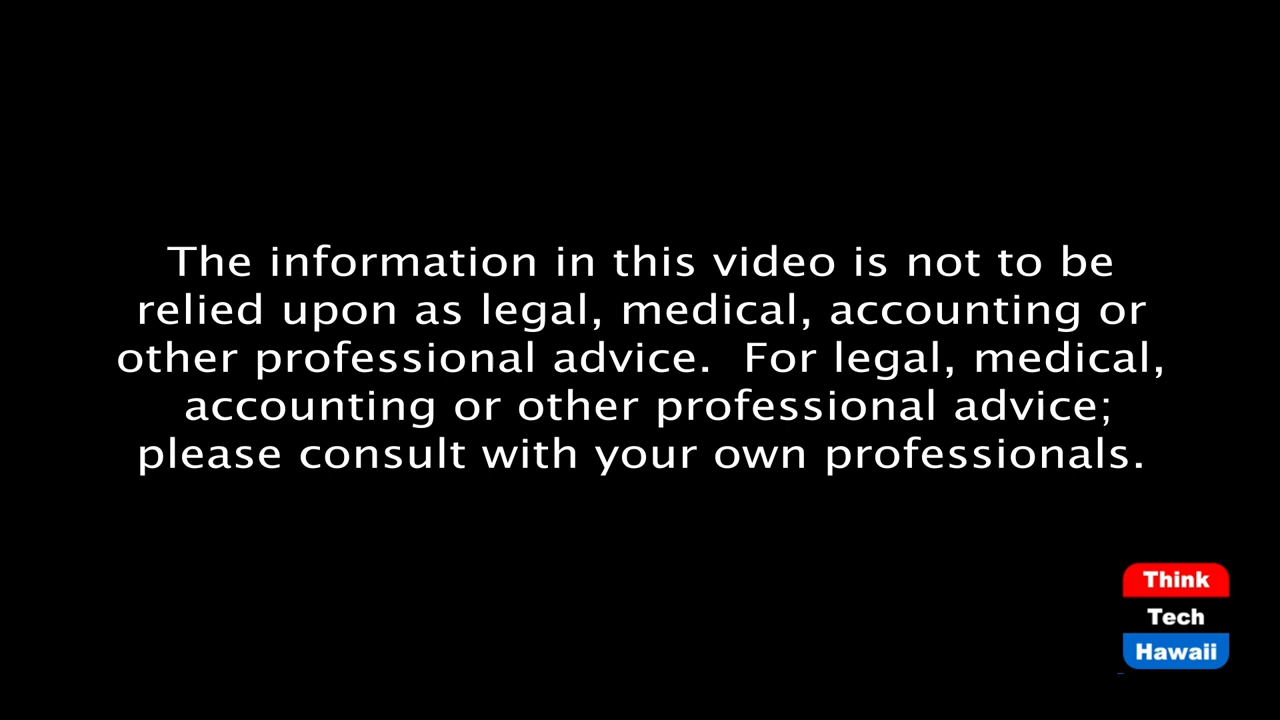 The information in this video is not to be
relied upon as legal, medical, accounting or
other professional advice.  For legal, medical,
accounting or other professional advice;
please consult with your own professionals.
Think
Tech
Hawaii